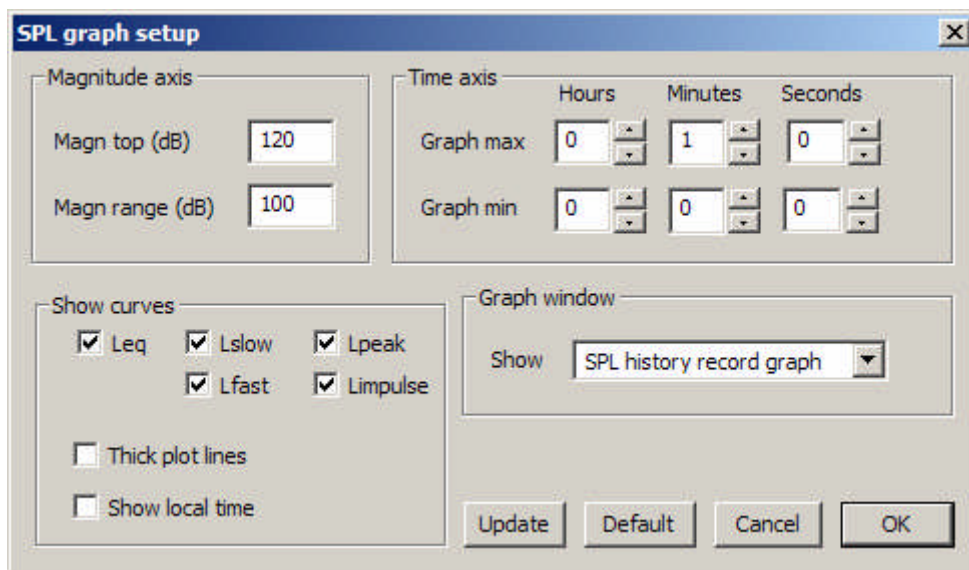 SPL graph setup
Magnitude axis
Magn top (dB) 120
Magn range (dB) 100
Time axis
Hours Minutes Seconds
Graph max 0 1 0
Graph min 0 0 0
Show curves
Leq Lslow Lpeak
Lfast Limpulse
Thick plot lines
Show local time
Graph window
Show SPL history record graph
Update Default Cancel OK